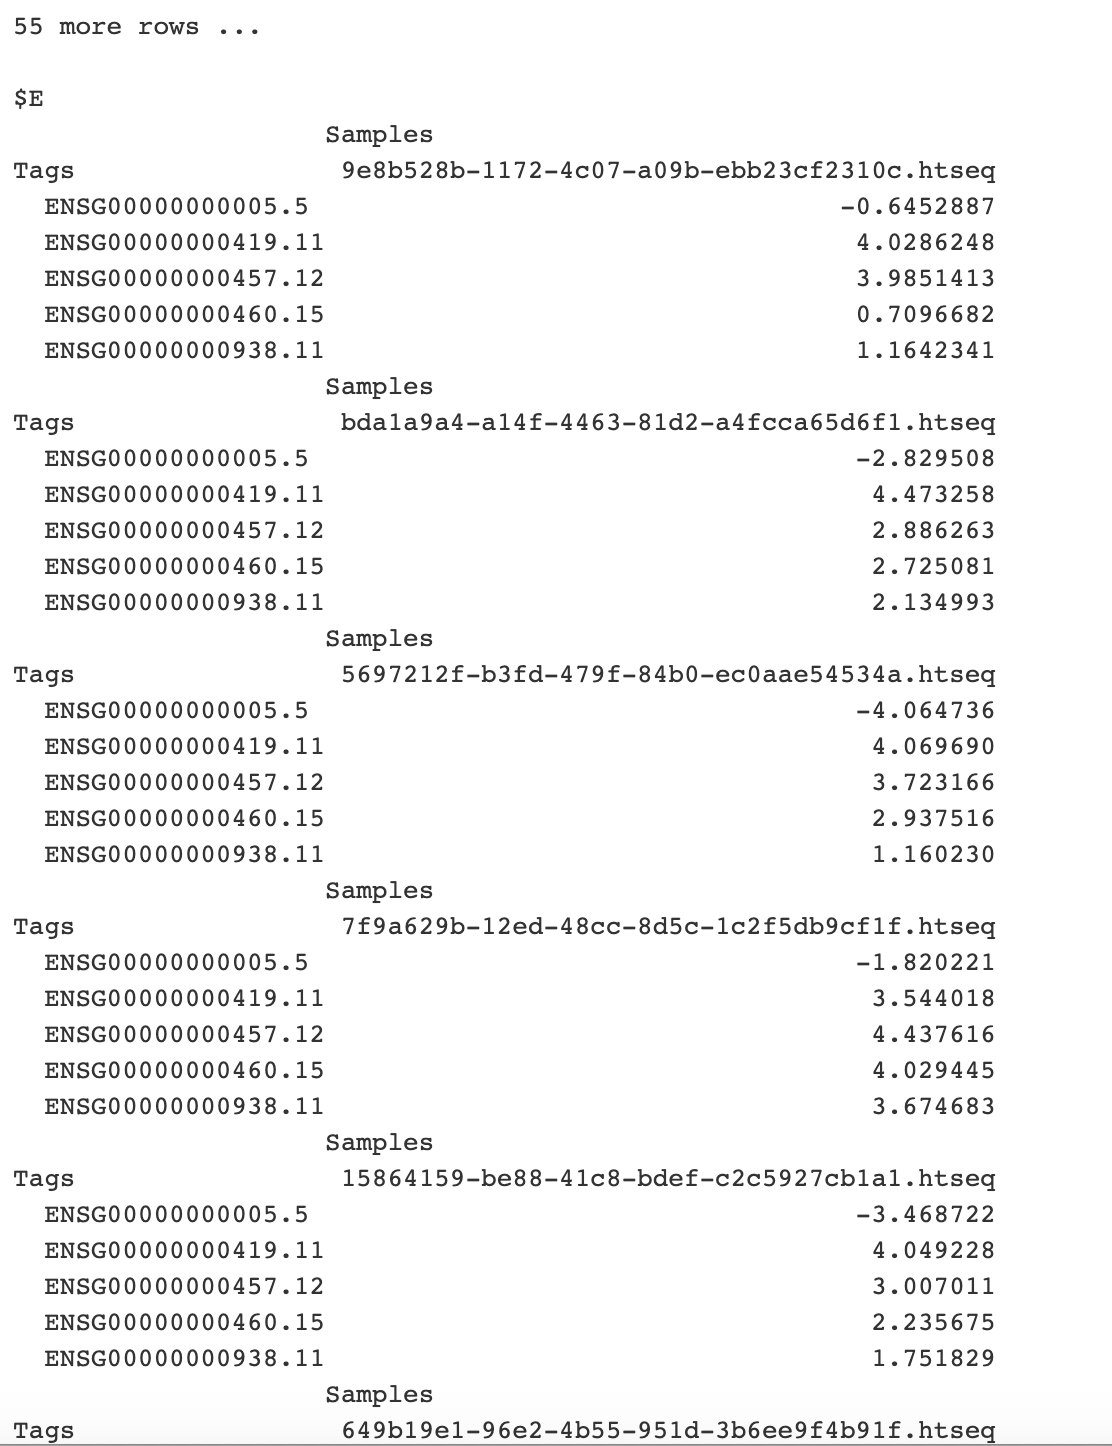 55 more rows ...
$E
Samples
Tags 9e8b528b-1172-4c07-a09b-ebb23cf2310c.htseq
ENSG00000000005.5 -0.6452887
ENSG00000000419.11 4.0286248
ENSG00000000457.12 3.9851413
ENSG00000000460.15 0.7096682
ENSG00000000938.11 1.1642341
Samples
Tags bda1a9a4-a14f-4463-81d2-a4fcca65d6f1.htseq
ENSG00000000005.5 -2.829508
ENSG00000000419.11 4.473258
ENSG00000000457.12 2.886263
ENSG00000000460.15 2.725081
ENSG00000000938.11 2.134993
Samples
Tags 5697212f-b3fd-479f-84b0-ec0aae54534a.htseq
ENSG00000000005.5 -4.064736
ENSG00000000419.11 4.069690
ENSG00000000457.12 3.723166
ENSG00000000460.15 2.937516
ENSG00000000938.11 1.160230
Samples
Tags 7f9a629b-12ed-48cc-8d5c-1c2f5db9cf1f.htseq
ENSG00000000005.5 -1.820221
ENSG00000000419.11 3.544018
ENSG00000000457.12 4.437616
ENSG00000000460.15 4.029445
ENSG00000000938.11 3.674683
Samples
Tags 15864159-be88-41c8-bdef-c2c5927cb1a1.htseq
ENSG00000000005.5 -3.468722
ENSG00000000419.11 4.049228
ENSG00000000457.12 3.007011
ENSG00000000460.15 2.235675
ENSG00000000938.11 1.751829
Samples
Tags 649b19e1-96e2-4b55-951d-3b6ee9f4b91f.htseq